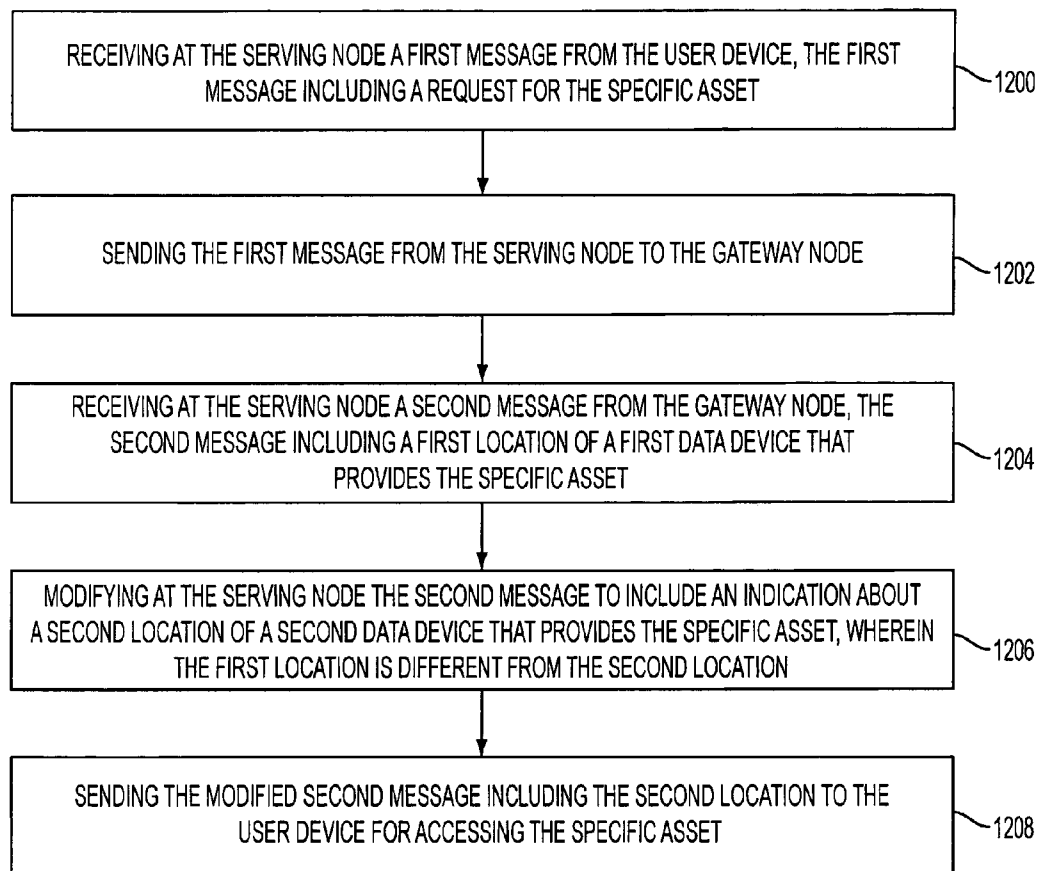 RECEIVING AT THE SERVING NODE A FIRST MESSAGE FROM THE USER DEVICE, THE FIRST
MESSAGE INCLUDING A REQUEST FOR THE SPECIFIC ASSET
1200
SENDING THE FIRST MESSAGE FROM THE SERVING NODE TO THE GATEWAY NODE
1202
RECEIVING AT THE SERVING NODE A SECOND MESSAGE FROM THE GATEWAY NODE, THE
SECOND MESSAGE INCLUDING A FIRST LOCATION OF A FIRST DATA DEVICE THAT
PROVIDES THE SPECIFIC ASSET
1204
MODIFYING AT THE SERVING NODE THE SECOND MESSAGE TO INCLUDE AN INDICATION ABOUT
A SECOND LOCATION OF A SECOND DATA DEVICE THAT PROVIDES THE SPECIFIC ASSET, WHEREIN
THE FIRST LOCATION IS DIFFERENT FROM THE SECOND LOCATION
1206
SENDING THE MODIFIED SECOND MESSAGE INCLUDING THE SECOND LOCATION TO THE
USER DEVICE FOR ACCESSING THE SPECIFIC ASSET
1208